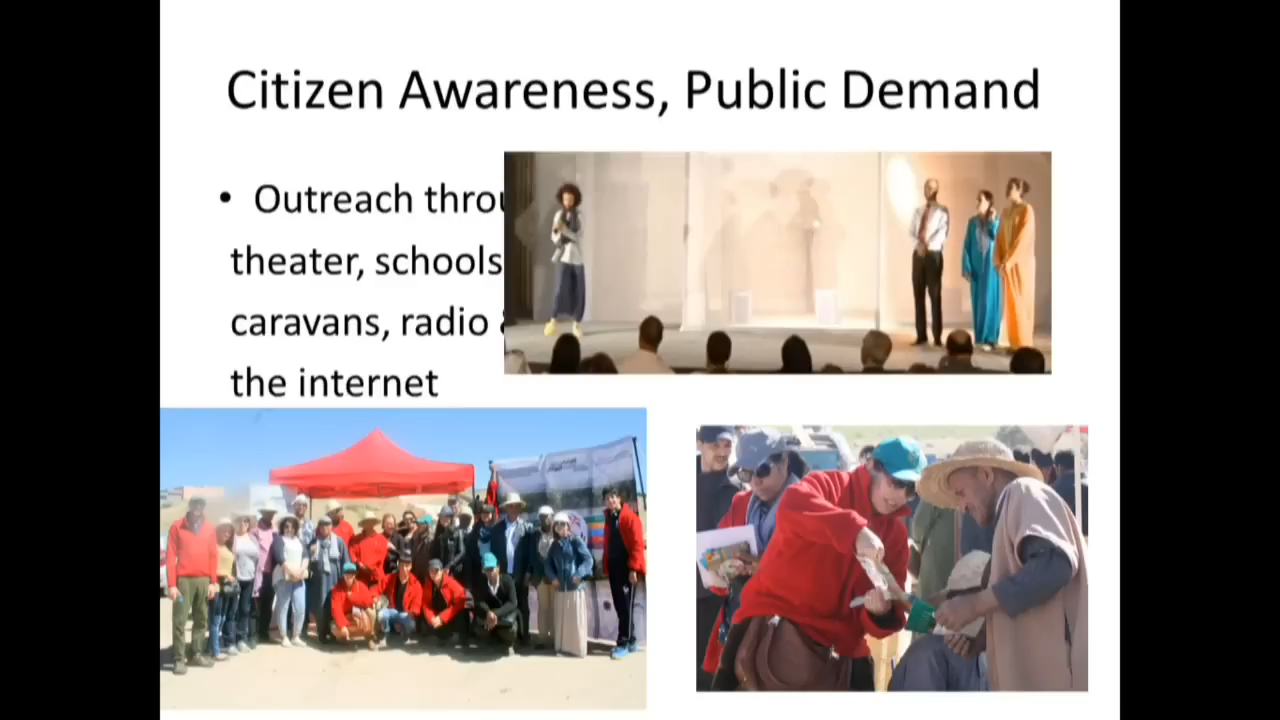 Citizen Awareness, Public Demand
• Outreach throu
theater, schools
caravans, radio
the internet